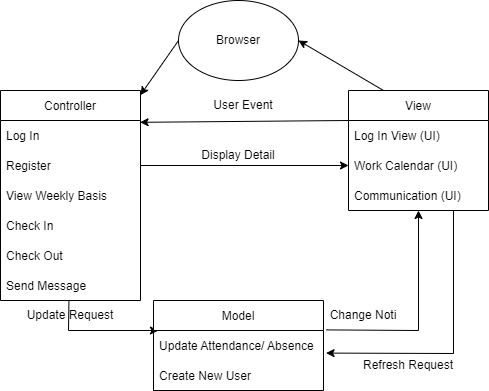 Browser
Controller
User Event
View
Log In
Log In View (UI)
Register
Display Detail
Work Calendar (UI)
View Weekly Basis
Communication (UI)
Check In
Check Out
Send Message
Update Request
Model
Change Noti
Update Attendance/ Absence
Refresh Request
Create New User